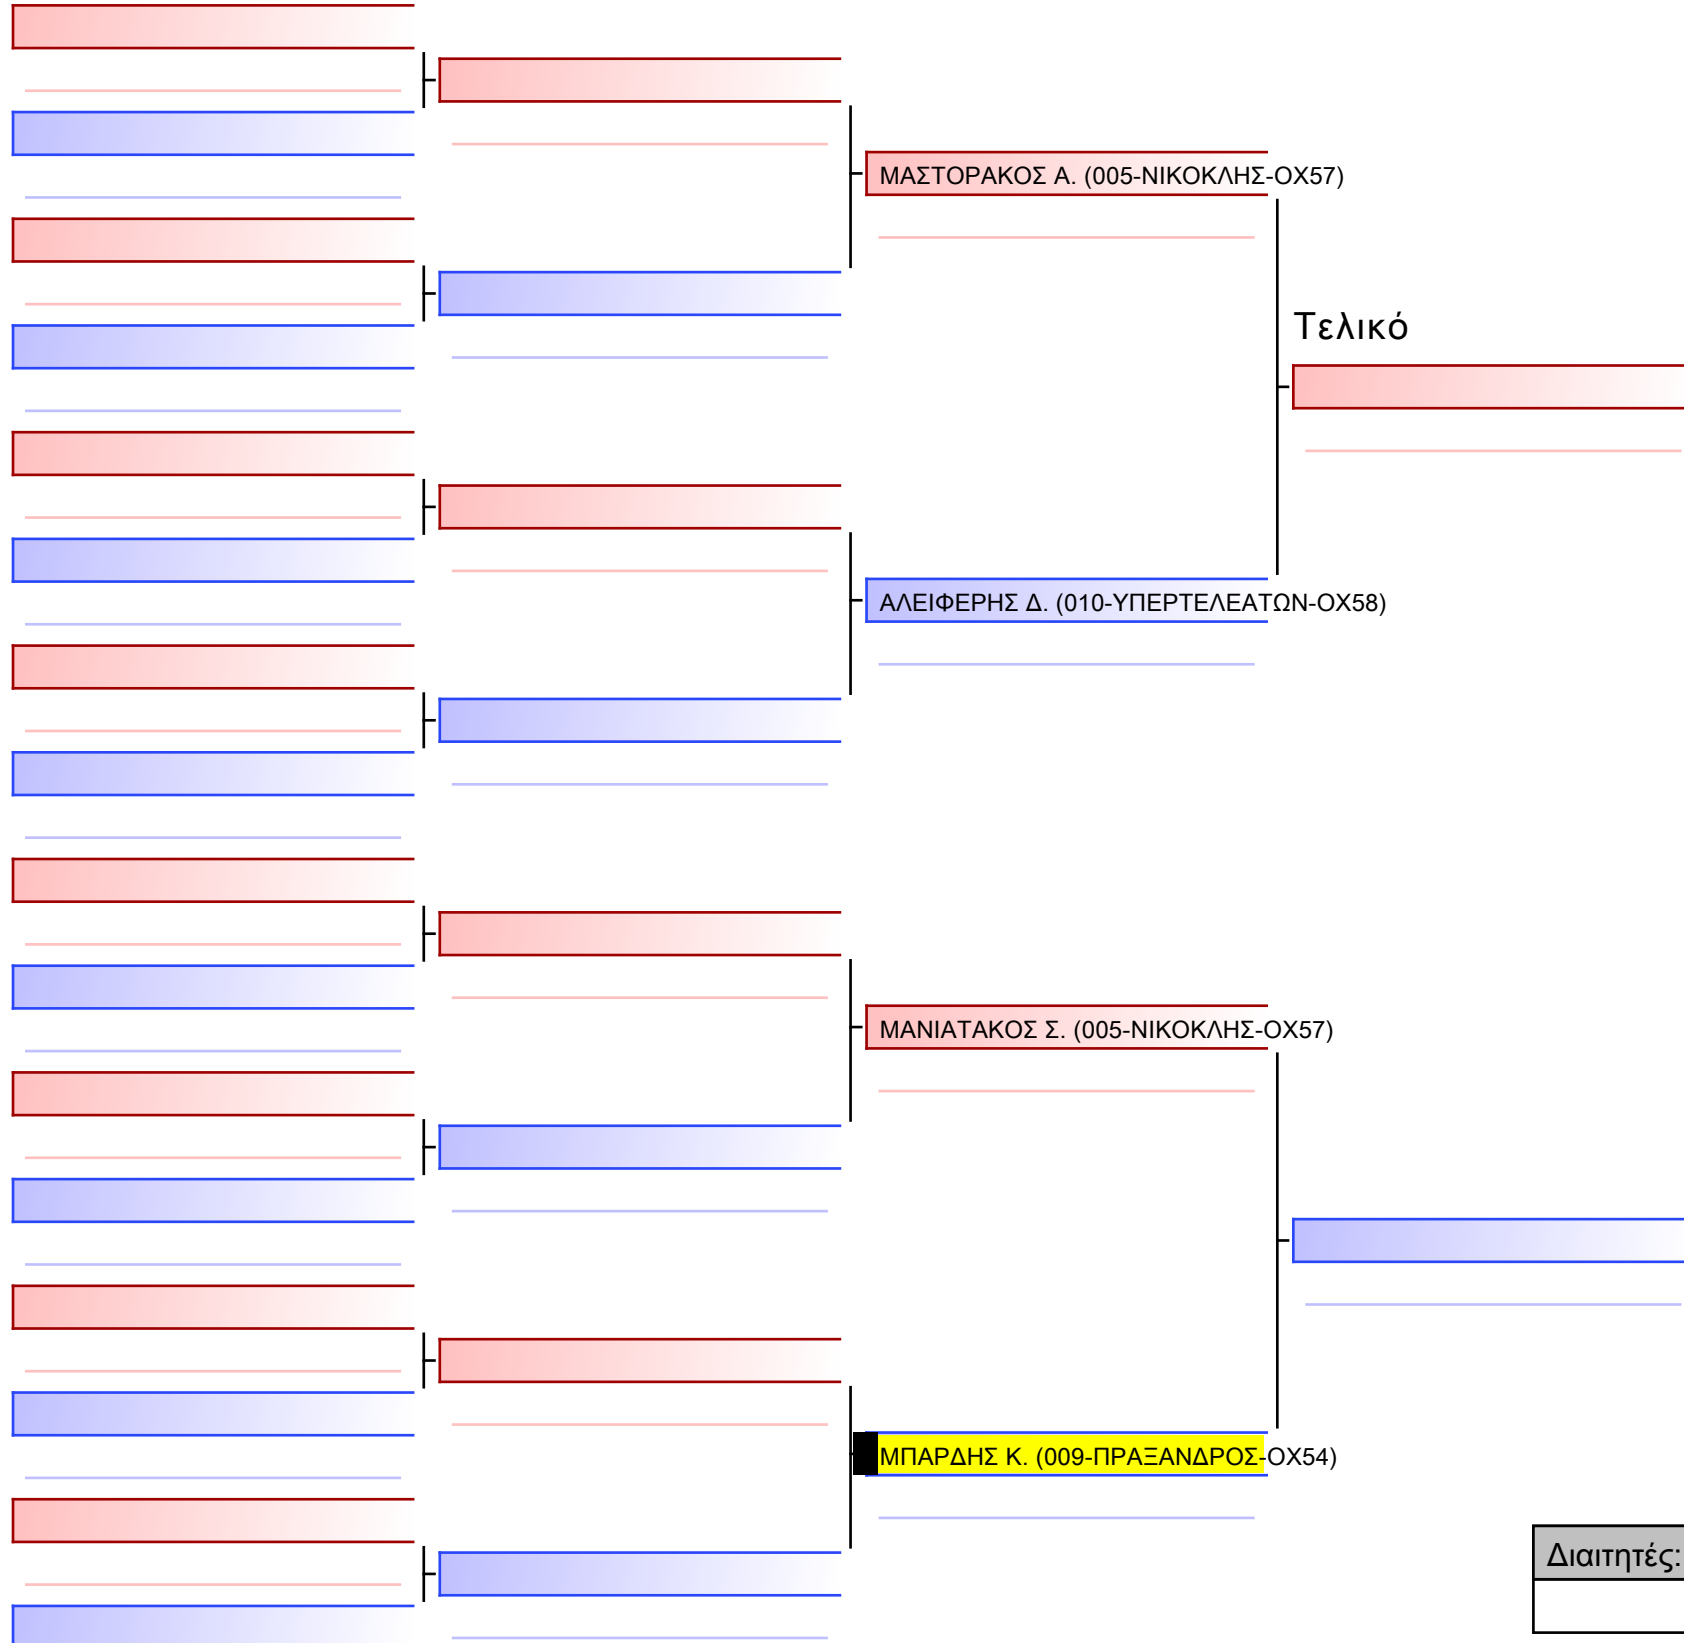 ΜΑΣΤΟΡΑΚΟΣ Α. (005-ΝΙΚΟΚΛΗΣ-ΟΧ57)
Τελικό
ΑΛΕΙΦΕΡΗΣ Δ. (010-ΥΠΕΡΤΕΛΕΑΤΩΝ-ΟΧ58)
ΜΑΝΙΑΤΑΚΟΣ Σ. (005-ΝΙΚΟΚΛΗΣ-ΟΧ57)
ΜΠΑΡΔΗΣ Κ. (009-ΠΡΑΞΑΝΔΡΟΣ-ΟΧ54)
Διαιτητές: